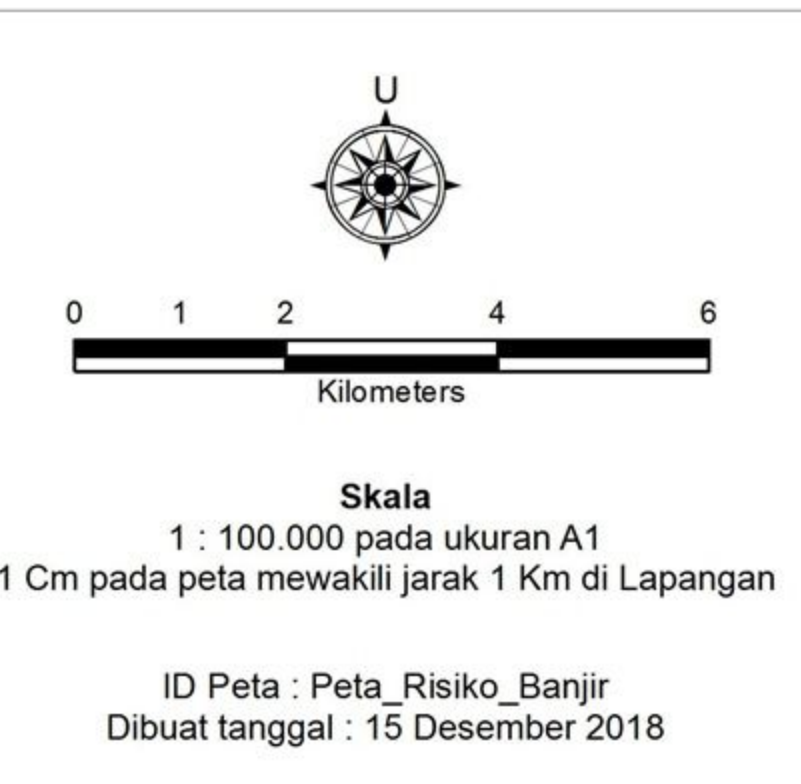 U
0 1 2 4 6
Kilometers
Skala
1 : 100.000 pada ukuran A1
1 Cm pada peta mewakili jarak 1 Km di Lapangan
ID Peta : Peta_Risiko_Banjir
Dibuat tanggal : 15 Desember 2018